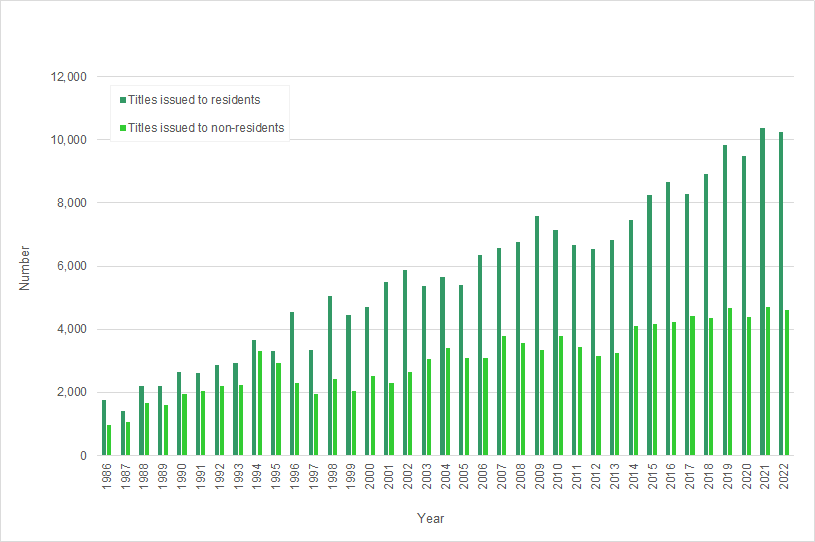 12,000
Titles issued to residents
Titles issued to non-residents
10,000
8,000
6,000
4,000
2,000
0
Number
1986 1987 1988 1989 1990 1991 1992 1993 1994 1995 1996 1997 1998 1999 2000 2001 2002 2003 2004 2005 2006 2007 2008 2009 2010 2011 2012 2013 2014 2015 2016 2017 2018 2019 2020 2021 2022
Year